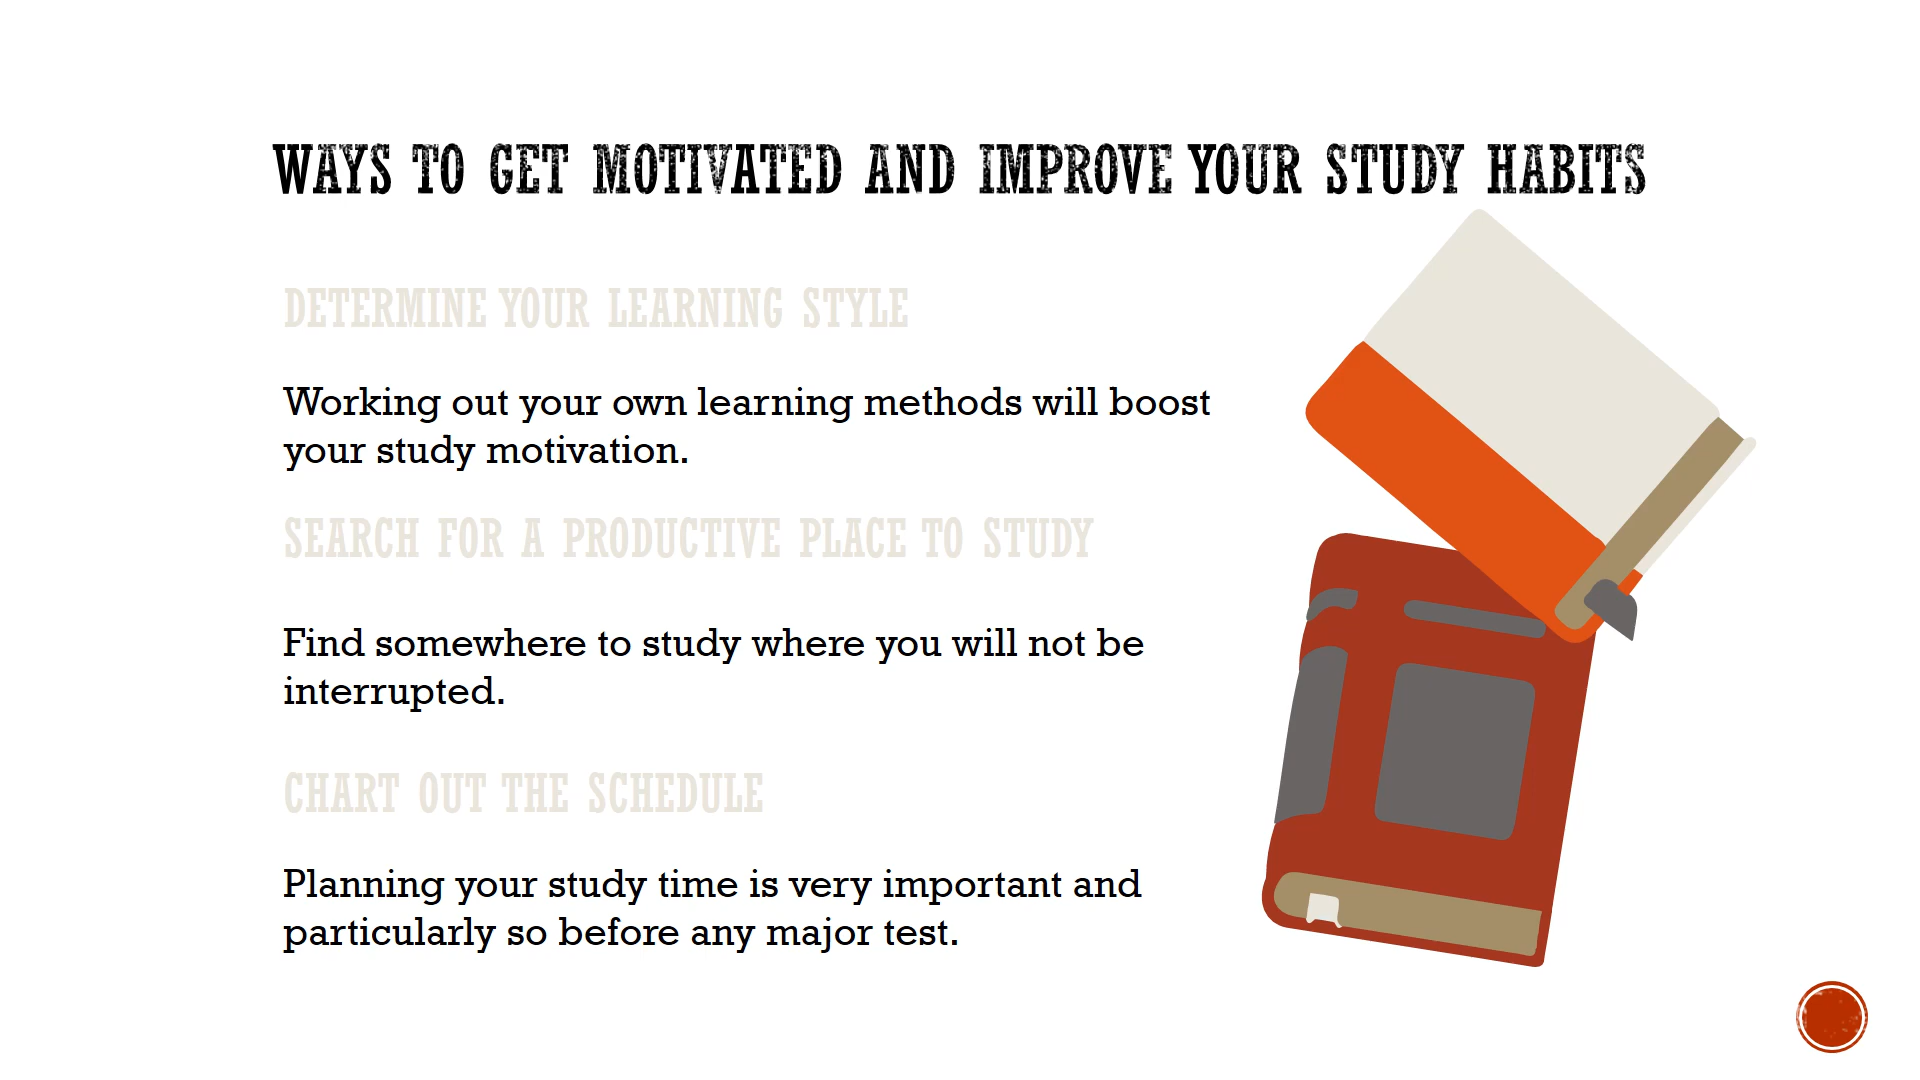 WAYS TO GET MOTIVATED AND IMPROVE YOUR STUDY HABITS
DETERMINE YOUR LEARNING STYLE
Working out your own learning methods will boost
your study motivation.
SEARCH FOR A PRODUCTIVE PLACE TO STUDY
Find somewhere to study where you will not be
interrupted.
CHART OUT THE SCHEDULE
Planning your study time is very important and
particularly so before any major test.